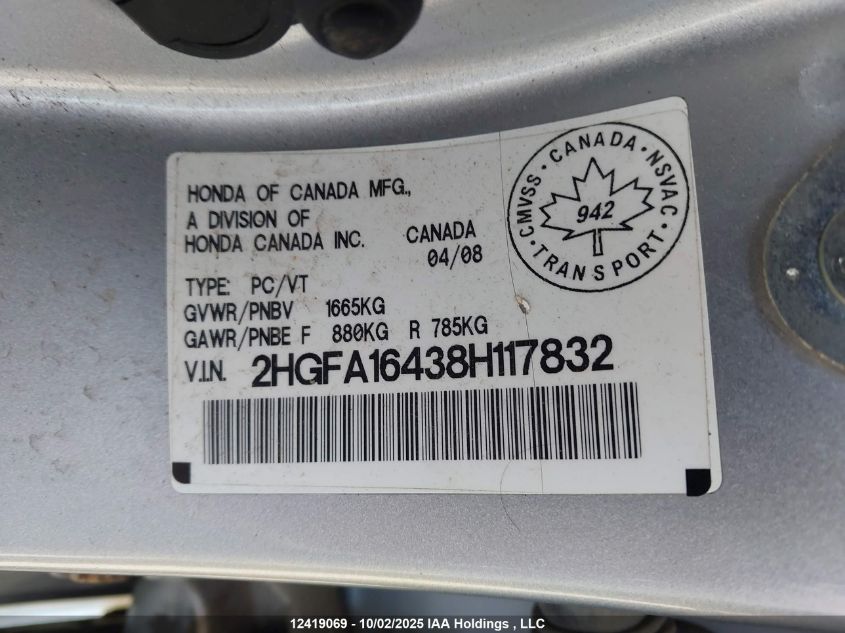 HONDA OF CANADA MFG.,
A DIVISION OF
HONDA CANADA INC. CANADA
04/08
TYPE: PC/VT
GVWR/PNBV 1665KG
GAWR/PNBE F 880KG R 785KG
V.I.N. 2HGFA16438H117832
CMVSS · CANADA · NSVAC · TRANSPORT ·
942
12419069 - 10/02/2025 IAA Holdings , LLC